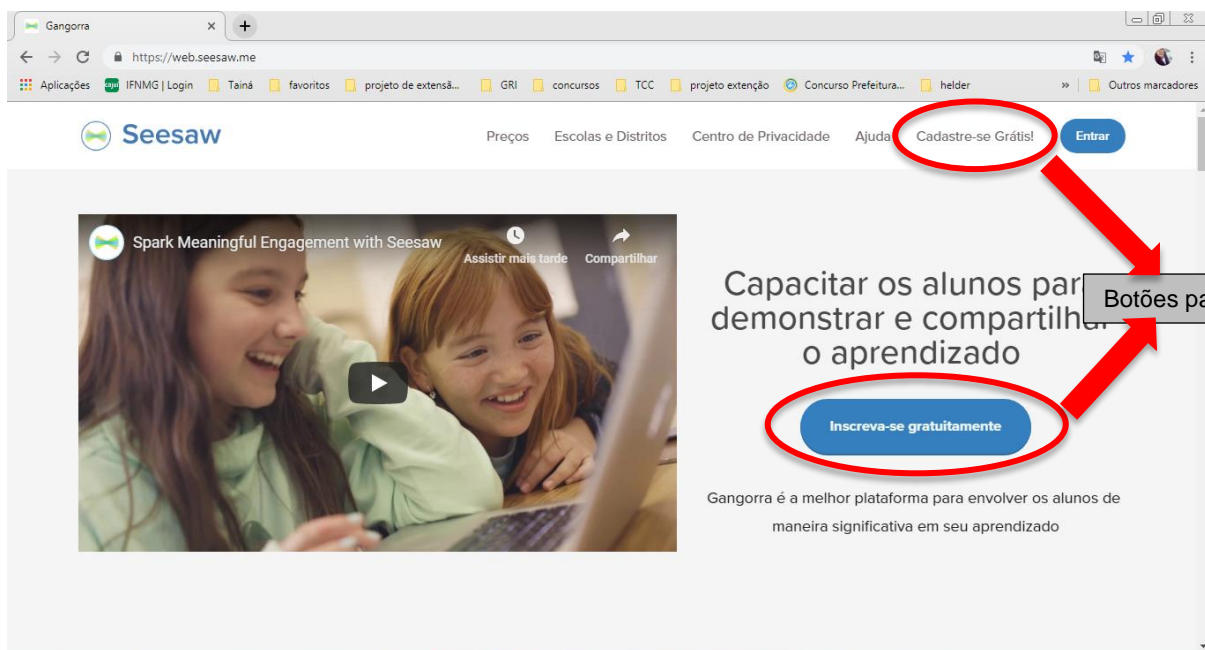 Gangorra
https://web.seesaw.me
Aplicações IFNMG | Login Tainá favoritos projeto de extensã... GRI concursos TCC projeto extenção Concurso Prefeitura... helder » Outros marcadores
Seesaw Preços Escolas e Distritos Centro de Privacidade Ajuda Cadastre-se Grátis! Entrar
Spark Meaningful Engagement with Seesaw
Assistir mais tarde Compartilhar
Capacitar os alunos para
demonstrar e compartilhar
o aprendizado
Botões pa
Inscreva-se gratuitamente
Gangorra é a melhor plataforma para envolver os alunos de
maneira significativa em seu aprendizado